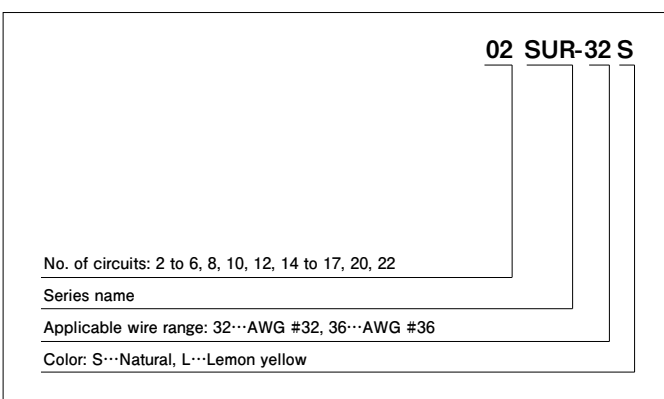 02 SUR-32 S
No. of circuits: 2 to 6, 8, 10, 12, 14 to 17, 20, 22
Series name
Applicable wire range: 32⋯AWG #32, 36⋯AWG #36
Color: S⋯Natural, L⋯Lemon yellow